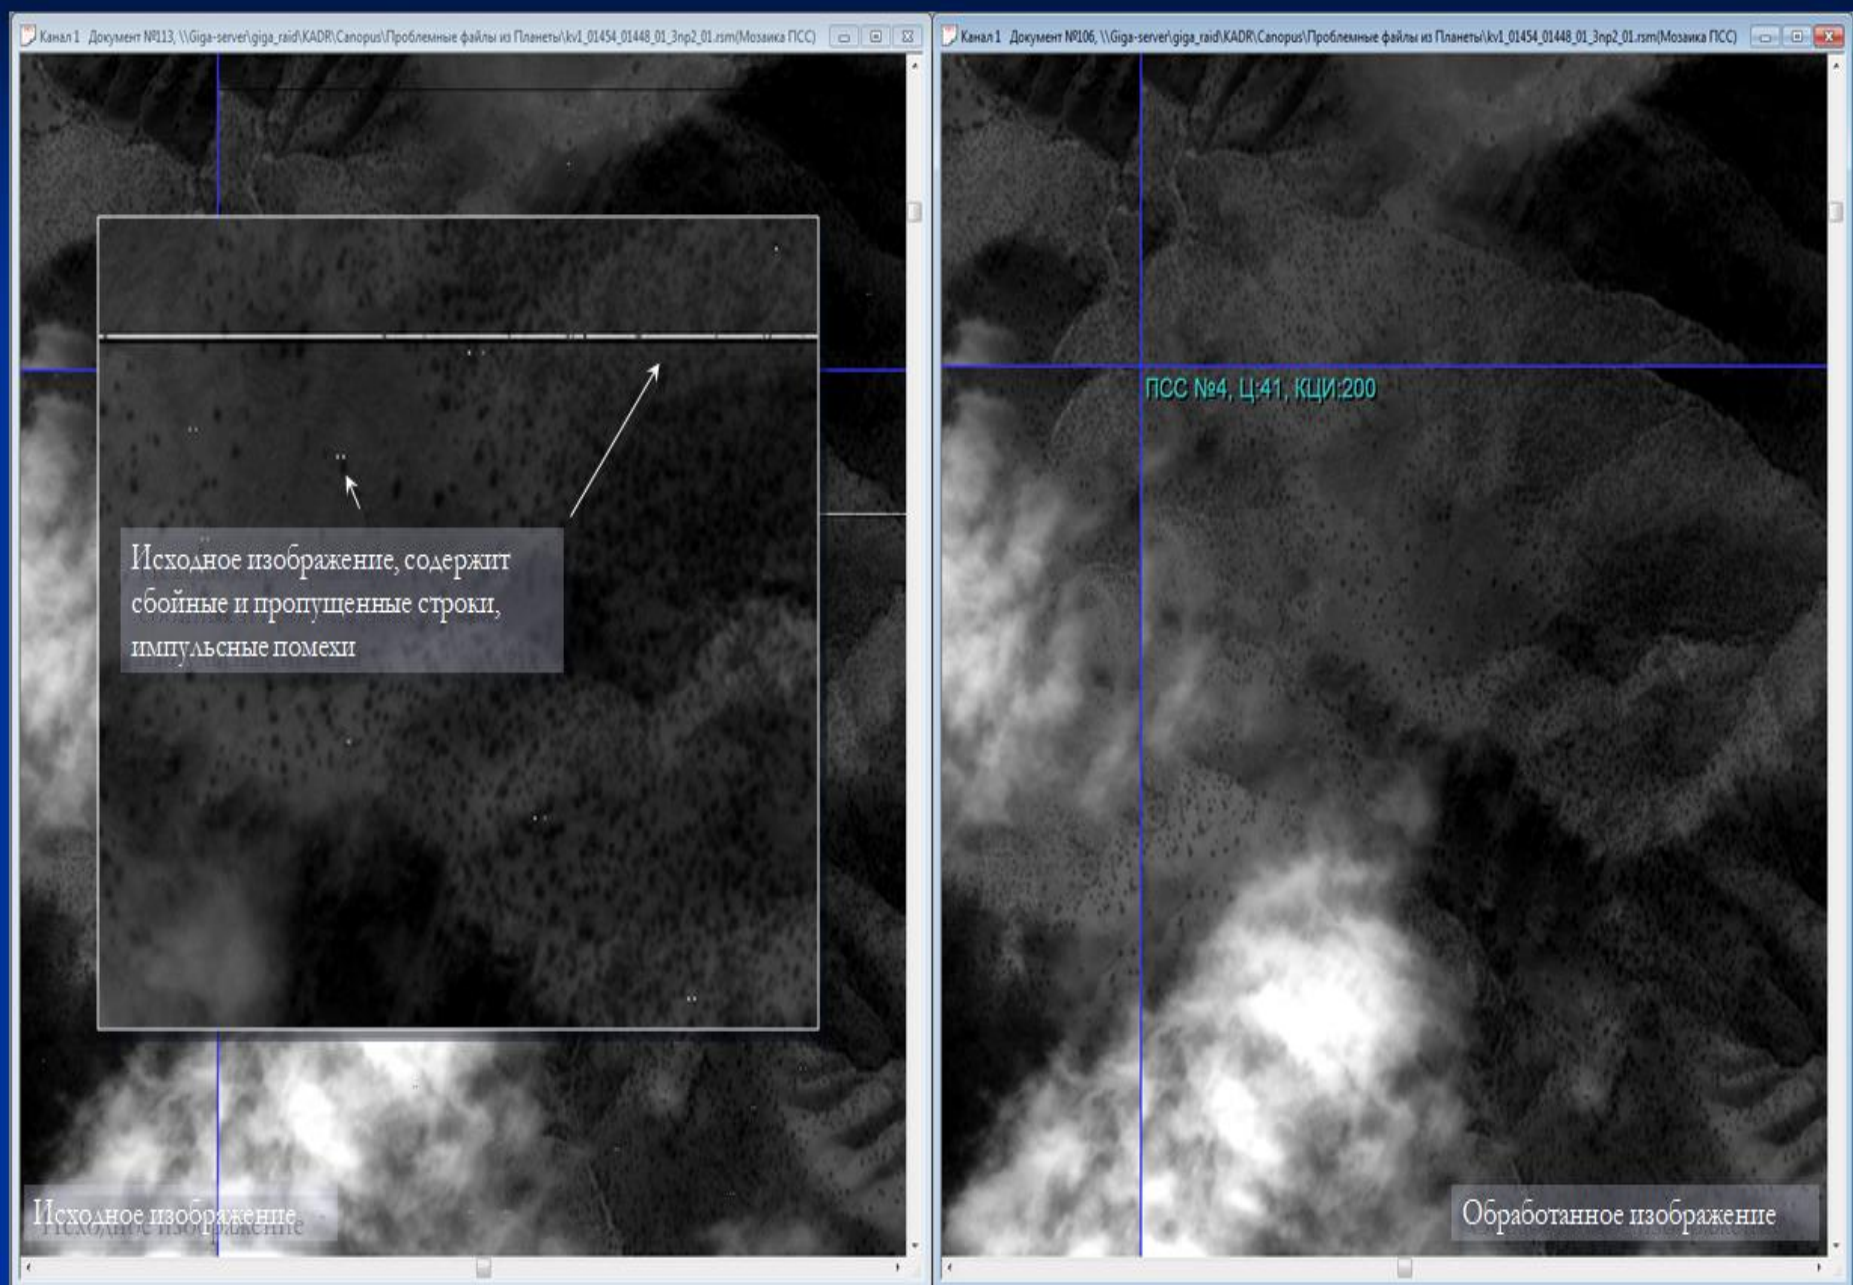 Канал 1 Документ №113, \\Giga-server\giga_raid\KADR\Canopus\Проблемные файлы из Планеты\kv1_01454_01448_01_3np2_01.rsm(Мозаика ПСС)
Исходное изображение, содержит
сбойные и пропущенные строки,
импульсные помехи
Исходное изображение
Канал 1 Документ №106, \\Giga-server\giga_raid\KADR\Canopus\Проблемные файлы из Планеты\kv1_01454_01448_01_3np2_01.rsm(Мозаика ПСС)
ПСС №4, Ц:41, КЦИ:200
Обработанное изображение